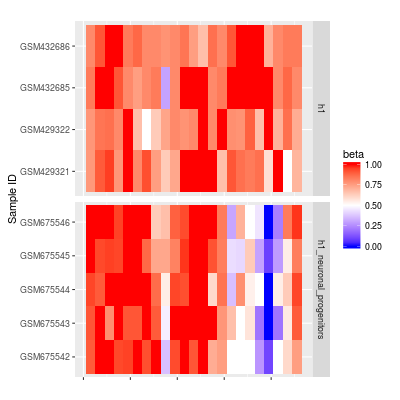 GSM432686
GSM432685
GSM429322
GSM429321
h1
GSM675546
GSM675545
GSM675544
GSM675543
GSM675542
h1_neuronal_progenitors
Sample ID
beta
1.00
0.75
0.50
0.25
0.00